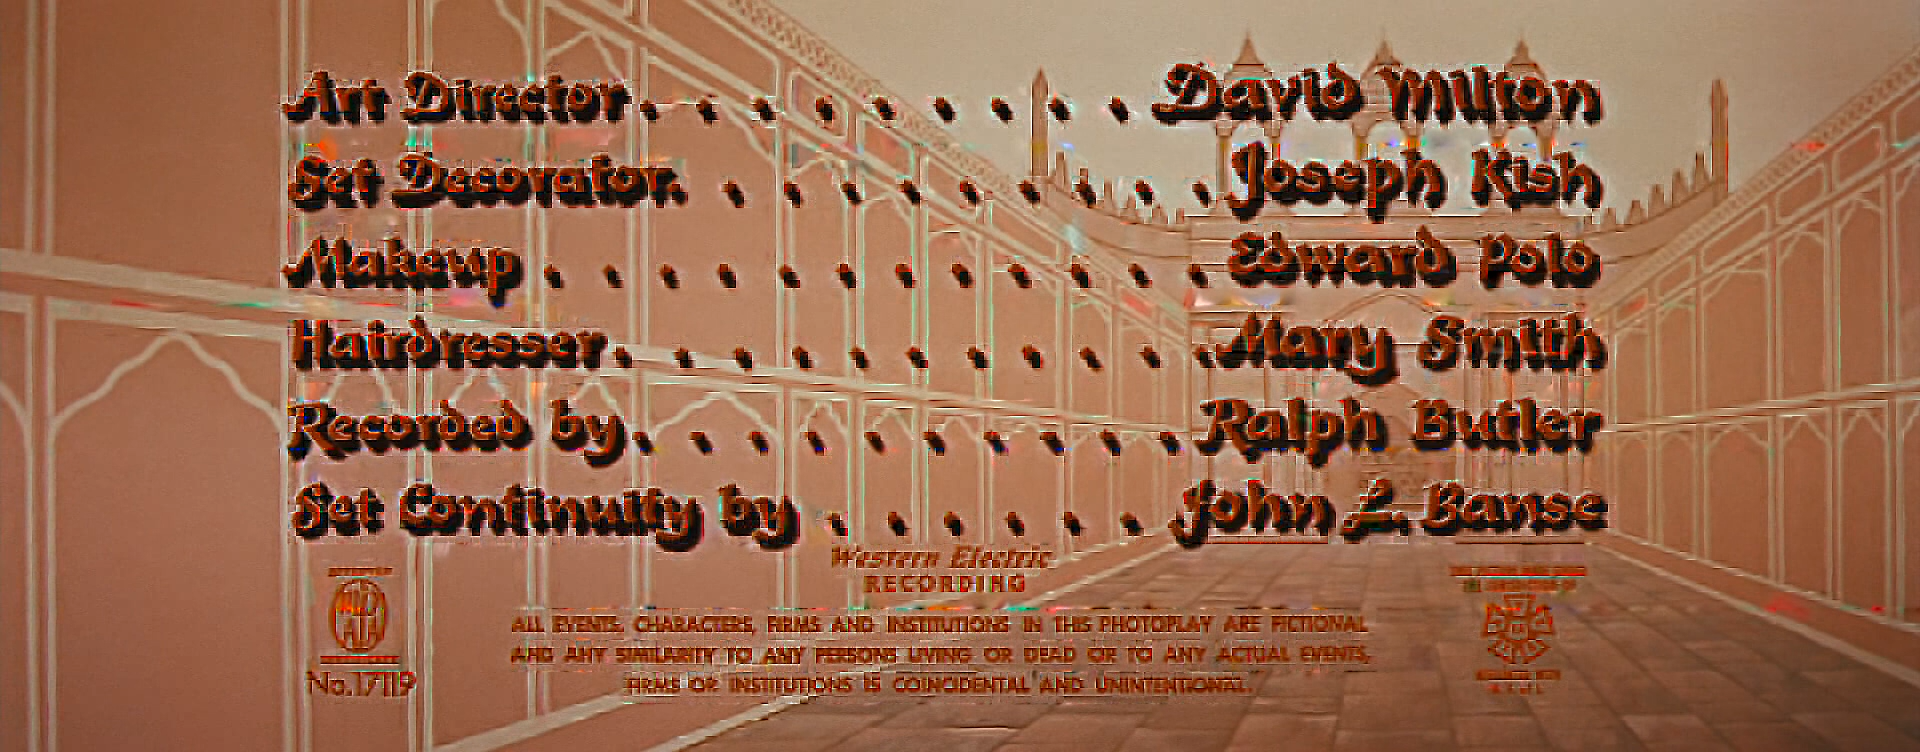 Art Director. . . . . . . . . David Milton
Set Decorator. . . . . . . . . . Joseph Kish
Makeup . . . . . . . . . . . . Edward Polo
Hairdresser. . . . . . . . . . . Mary Smith
Recorded by. . . . . . . . . . Ralph Butler
Set Continuity by . . . . . . John L. Banse
Western Electric
RECORDING
ALL EVENTS, CHARACTERS, FIRMS AND INSTITUTIONS IN THIS PHOTOPLAY ARE FICTIONAL
AND ANY SIMILARITY TO ANY PERSONS LIVING OR DEAD OR TO ANY ACTUAL EVENTS,
FIRMS OR INSTITUTIONS IS COINCIDENTAL AND UNINTENTIONAL.
No. 17119